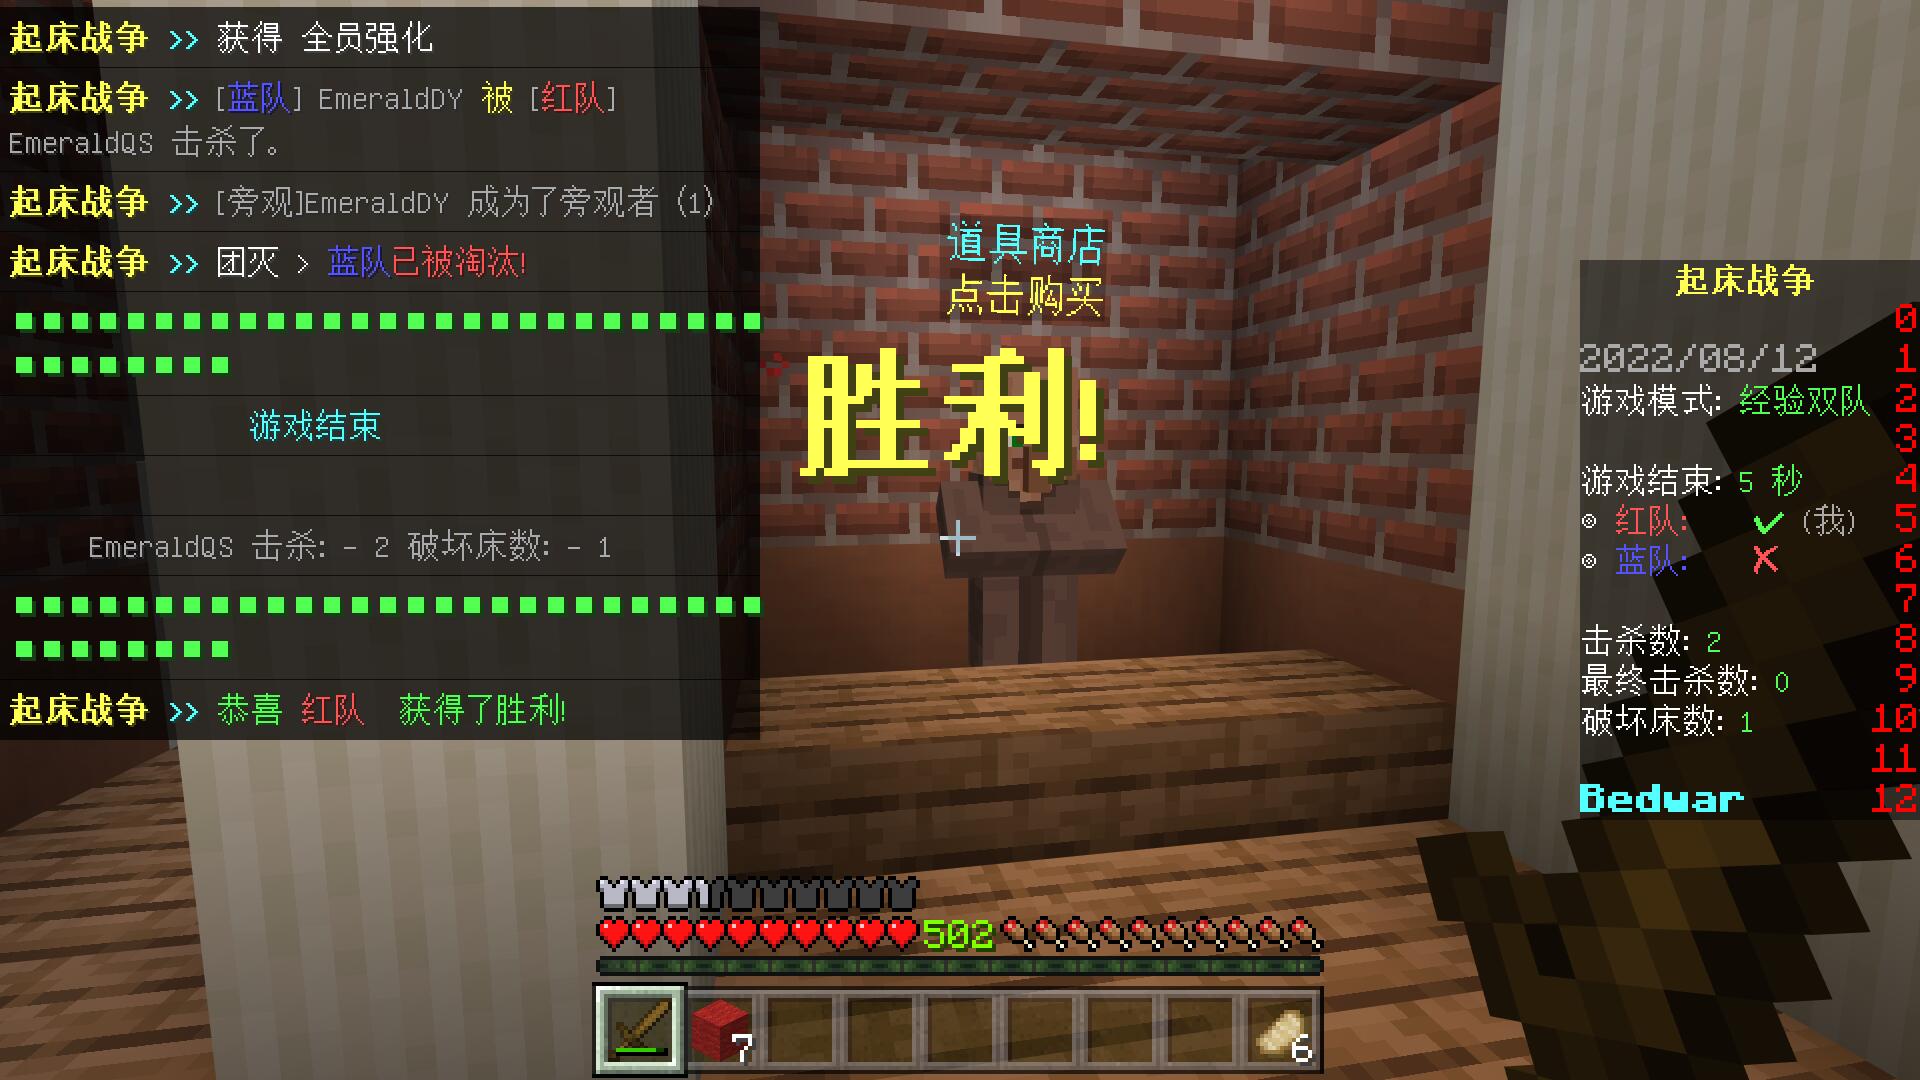 起床战争 >> 获得 全员强化
起床战争 >> [蓝队] EmeraldDY 被 [红队]
EmeraldQS 击杀了。
起床战争 >> [旁观]EmeraldDY 成为了旁观者 (1)
起床战争 >> 团灭 > 蓝队已被淘汰!
游戏结束
EmeraldQS 击杀: - 2 破坏床数: - 1
起床战争 >> 恭喜 红队 获得了胜利!
道具商店
点击购买
胜利!
起床战争
0
2022/08/12 1
游戏模式: 经验双队 2
3
游戏结束: 5 秒 4
◎ 红队: ✔ (我) 5
◎ 蓝队: ✘ 6
7
击杀数: 2 8
最终击杀数: 0 9
破坏床数: 1 10
11
Bedwar 12
502
7
6